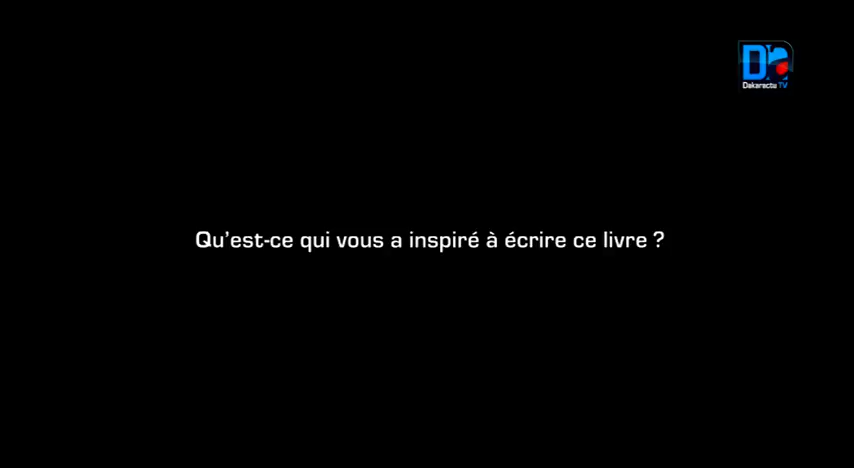 Dakaractu TV
Qu'est-ce qui vous a inspiré à écrire ce livre ?